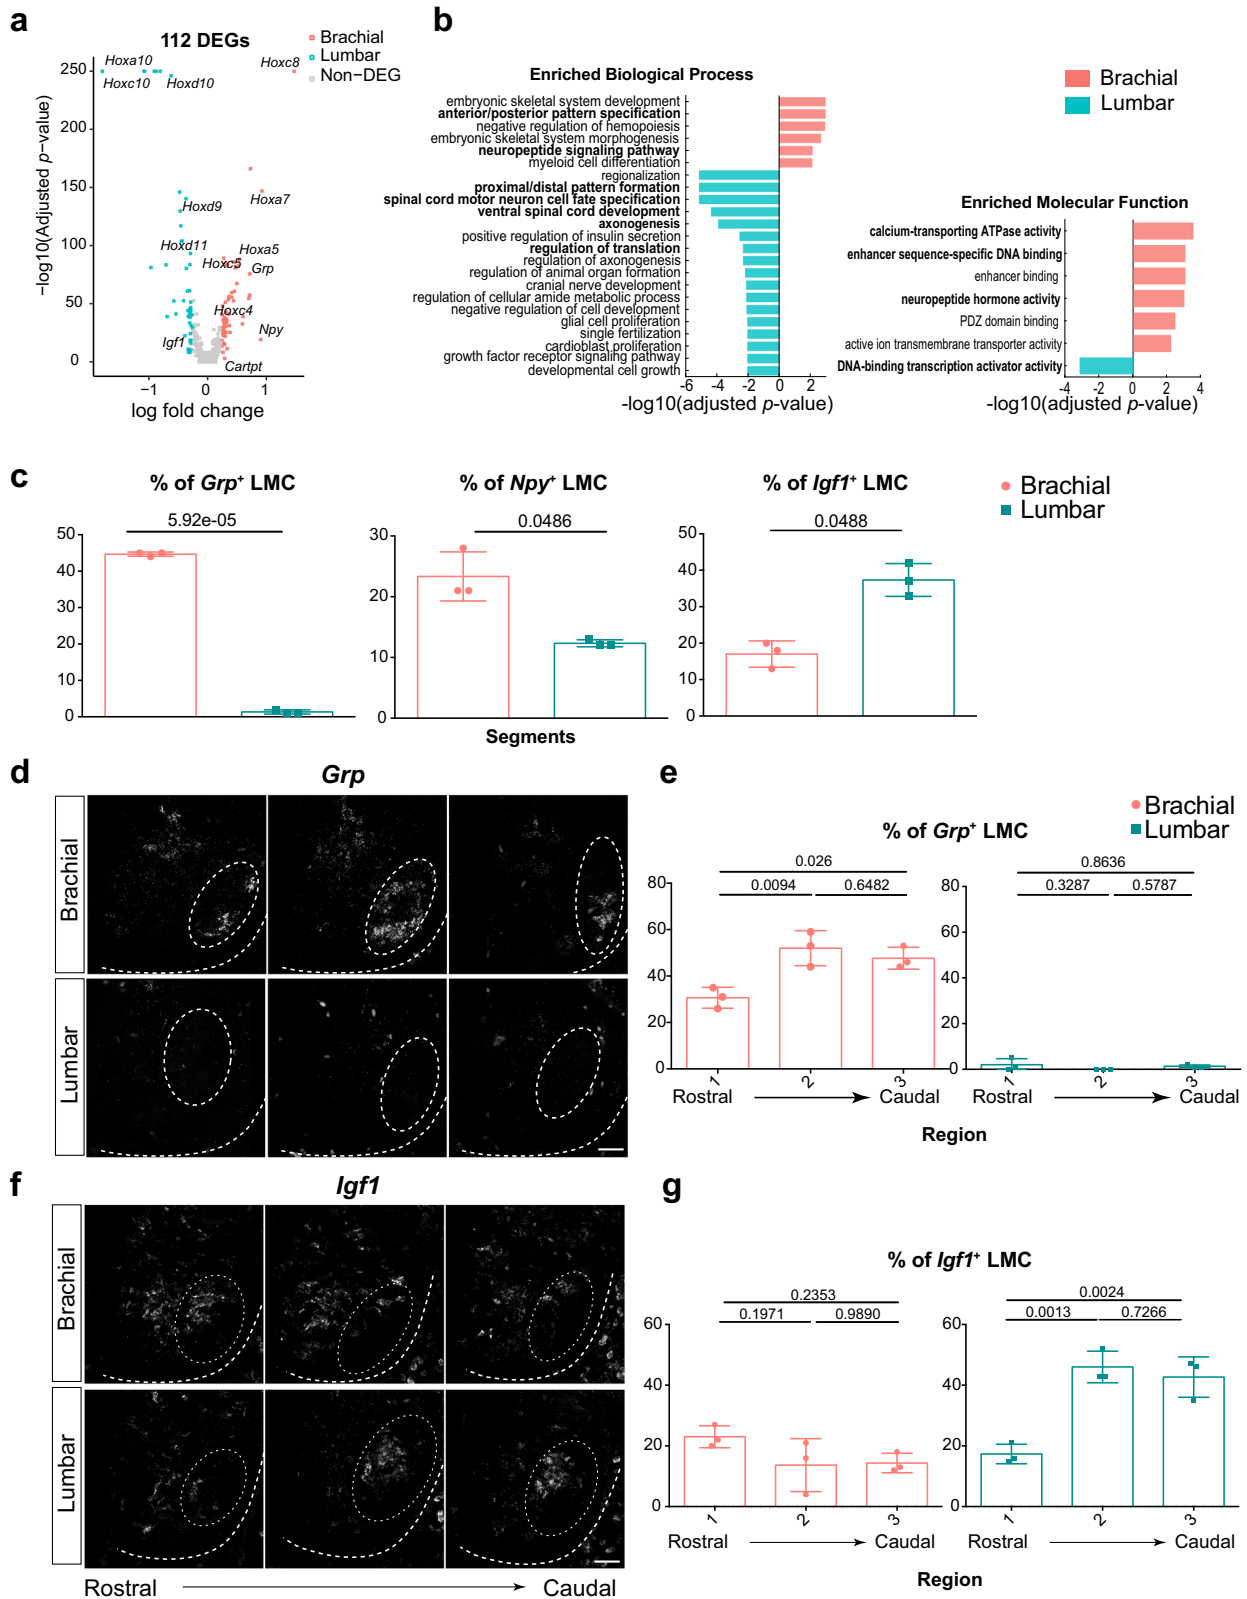 a
112 DEGs
Brachial
Lumbar
Non−DEG
Hoxa10
Hoxc10
Hoxd10
Hoxc8
Hoxd9
Hoxa7
Hoxd11
Hoxa5
Hoxc5
Grp
Hoxc4
Igf1
Npy
Cartpt
−log10(Adjusted p−value)
250
200
150
100
50
0
−1 0 1
log fold change
b
Enriched Biological Process
embryonic skeletal system development
anterior/posterior pattern specification
negative regulation of hemopoiesis
embryonic skeletal system morphogenesis
neuropeptide signaling pathway
myeloid cell differentiation
regionalization
proximal/distal pattern formation
spinal cord motor neuron cell fate specification
ventral spinal cord development
axonogenesis
positive regulation of insulin secretion
regulation of translation
regulation of axonogenesis
regulation of animal organ formation
cranial nerve development
regulation of cellular amide metabolic process
negative regulation of cell development
glial cell proliferation
single fertilization
cardioblast proliferation
growth factor receptor signaling pathway
developmental cell growth
-6 -4 -2 0 2
-log10(adjusted p-value)
Brachial
Lumbar
Enriched Molecular Function
calcium-transporting ATPase activity
enhancer sequence-specific DNA binding
enhancer binding
neuropeptide hormone activity
PDZ domain binding
active ion transmembrane transporter activity
DNA-binding transcription activator activity
-4 -2 0 2 4
-log10(adjusted p-value)
c
% of Grp+ LMC
5.92e-05
50
40
30
20
10
0
% of Npy+ LMC
0.0486
30
20
10
0
Segments
% of Igf1+ LMC
0.0488
50
40
30
20
10
0
Brachial
Lumbar
d
Grp
Brachial
Lumbar
e
Brachial
Lumbar
% of Grp+ LMC
0.026
0.0094 0.6482
80
60
40
20
0
1 2 3
Rostral Caudal
0.8636
0.3287 0.5787
80
60
40
20
0
1 2 3
Rostral Caudal
Region
f
Igf1
Brachial
Lumbar
Rostral Caudal
g
% of Igf1+ LMC
0.2353
0.1971 0.9890
60
40
20
0
1 2 3
Rostral Caudal
0.0024
0.0013 0.7266
60
40
20
0
1 2 3
Rostral Caudal
Region